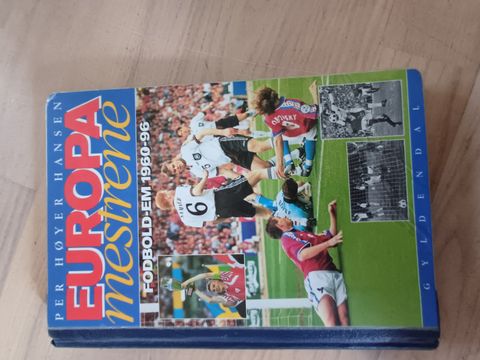 PER HØYER HANSEN
EUROPA
mestrene
FODBOLD-EM 1960-96
GYLDENDAL